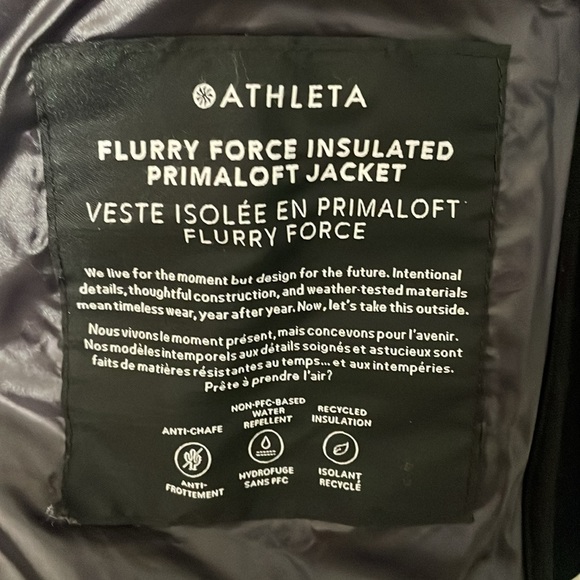 ATHLETA
FLURRY FORCE INSULATED
PRIMALOFT JACKET
VESTE ISOLÉE EN PRIMALOFT
FLURRY FORCE
We live for the moment but design for the future. Intentional
details, thoughtful construction, and weather-tested materials
mean timeless wear, year after year. Now, let's take this outside.
Nous vivons le moment présent, mais concevons pour l'avenir.
Nos modèles intemporels aux détails soignés et astucieux sont
faits de matières résistantes au temps... et aux intempéries.
Prête à prendre l'air?
ANTI-CHAFE
ANTI-
FROTTEMENT
NON-PFC-BASED
WATER
REPELLENT
HYDROFUGE
SANS PFC
RECYCLED
INSULATION
ISOLANT
RECYCLÉ